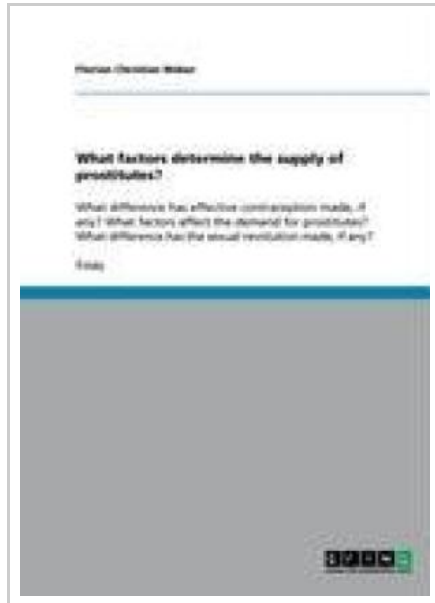 Florian Christian Weber
What factors determine the supply of
prostitutes?
What difference has effective contraception made, if
any? What factors affect the demand for prostitutes?
What difference has the sexual revolution made, if any?
Essay
GRIN